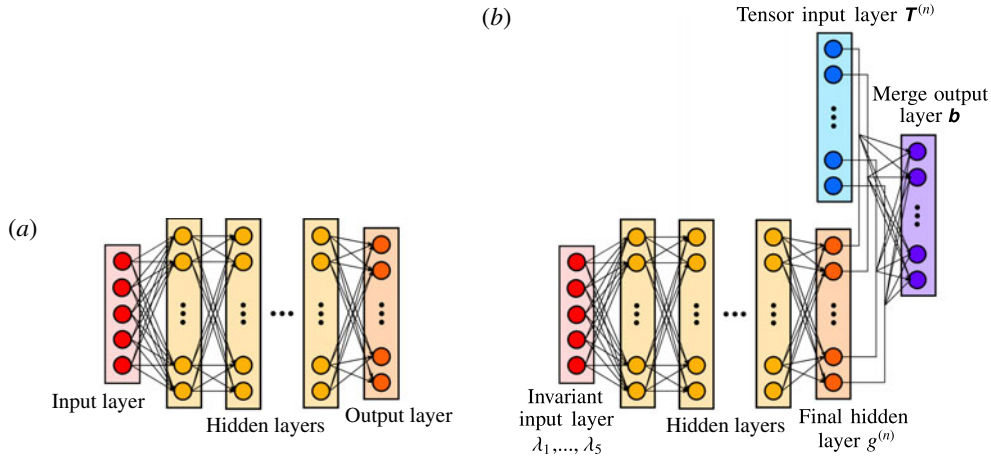 (a)
Input layer
Hidden layers
Output layer
(b)
Tensor input layer T⁽ⁿ⁾
Merge output
layer b
Invariant
input layer
λ₁,..., λ₅
Hidden layers
Final hidden
layer g⁽ⁿ⁾